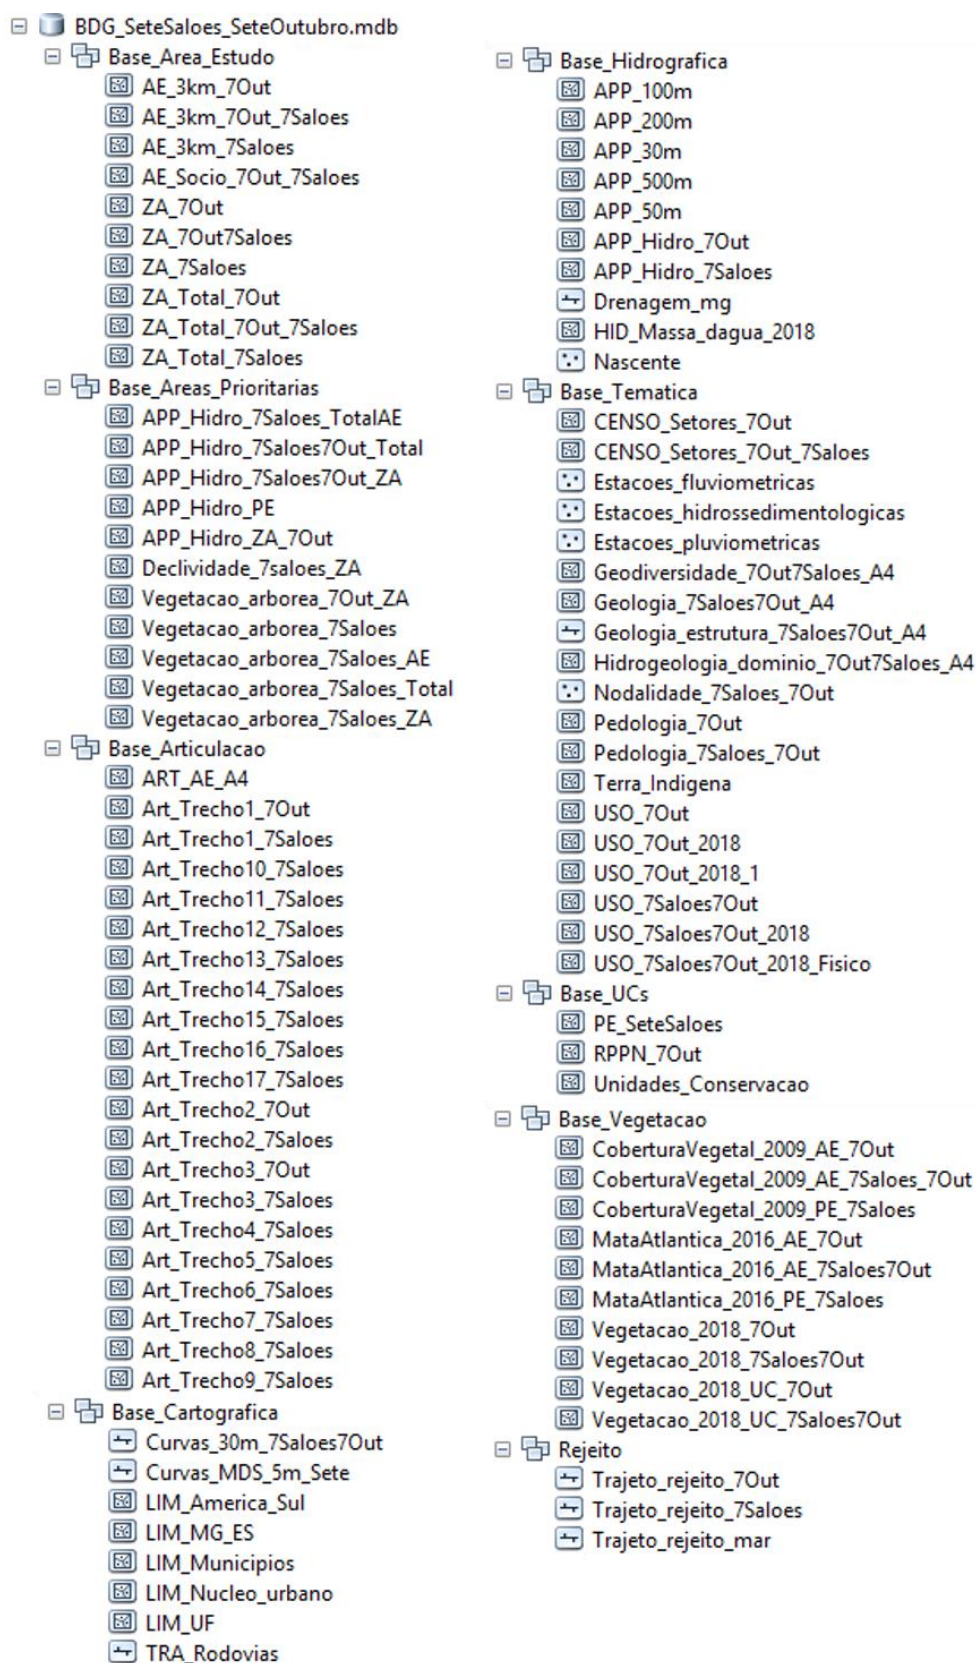 BDG_SeteSaloes_SeteOutubro.mdb
Base_Area_Estudo
AE_3km_7Out
AE_3km_7Out_7Saloes
AE_3km_7Saloes
AE_Socio_7Out_7Saloes
ZA_7Out
ZA_7Out7Saloes
ZA_7Saloes
ZA_Total_7Out
ZA_Total_7Out_7Saloes
ZA_Total_7Saloes
Base_Areas_Prioritarias
APP_Hidro_7Saloes_TotalAE
APP_Hidro_7Saloes7Out_Total
APP_Hidro_7Saloes7Out_ZA
APP_Hidro_PE
APP_Hidro_ZA_7Out
Declividade_7saloes_ZA
Vegetacao_arborea_7Out_ZA
Vegetacao_arborea_7Saloes
Vegetacao_arborea_7Saloes_AE
Vegetacao_arborea_7Saloes_Total
Vegetacao_arborea_7Saloes_ZA
Base_Articulacao
ART_AE_A4
Art_Trecho1_7Out
Art_Trecho1_7Saloes
Art_Trecho10_7Saloes
Art_Trecho11_7Saloes
Art_Trecho12_7Saloes
Art_Trecho13_7Saloes
Art_Trecho14_7Saloes
Art_Trecho15_7Saloes
Art_Trecho16_7Saloes
Art_Trecho17_7Saloes
Art_Trecho2_7Out
Art_Trecho2_7Saloes
Art_Trecho3_7Out
Art_Trecho3_7Saloes
Art_Trecho4_7Saloes
Art_Trecho5_7Saloes
Art_Trecho6_7Saloes
Art_Trecho7_7Saloes
Art_Trecho8_7Saloes
Art_Trecho9_7Saloes
Base_Cartografica
Curvas_30m_7Saloes7Out
Curvas_MDS_5m_Sete
LIM_America_Sul
LIM_MG_ES
LIM_Municipios
LIM_Nucleo_urbano
LIM_UF
TRA_Rodovias
Base_Hidrografica
APP_100m
APP_200m
APP_30m
APP_500m
APP_50m
APP_Hidro_7Out
APP_Hidro_7Saloes
Drenagem_mg
HID_Massa_dagua_2018
Nascente
Base_Tematica
CENSO_Setores_7Out
CENSO_Setores_7Out_7Saloes
Estacoes_fluviometricas
Estacoes_hidrossedimentologicas
Estacoes_pluviometricas
Geodiversidade_7Out7Saloes_A4
Geologia_7Saloes7Out_A4
Geologia_estrutura_7Saloes7Out_A4
Hidrogeologia_dominio_7Out7Saloes_A4
Nodalidade_7Saloes_7Out
Pedologia_7Out
Pedologia_7Saloes_7Out
Terra_Indigena
USO_7Out
USO_7Out_2018
USO_7Out_2018_1
USO_7Saloes7Out
USO_7Saloes7Out_2018
USO_7Saloes7Out_2018_Fisico
Base_UCs
PE_SeteSaloes
RPPN_7Out
Unidades_Conservacao
Base_Vegetacao
CoberturaVegetal_2009_AE_7Out
CoberturaVegetal_2009_AE_7Saloes_7Out
CoberturaVegetal_2009_PE_7Saloes
MataAtlantica_2016_AE_7Out
MataAtlantica_2016_AE_7Saloes7Out
MataAtlantica_2016_PE_7Saloes
Vegetacao_2018_7Out
Vegetacao_2018_7Saloes7Out
Vegetacao_2018_UC_7Out
Vegetacao_2018_UC_7Saloes7Out
Rejeito
Trajeto_rejeito_7Out
Trajeto_rejeito_7Saloes
Trajeto_rejeito_mar